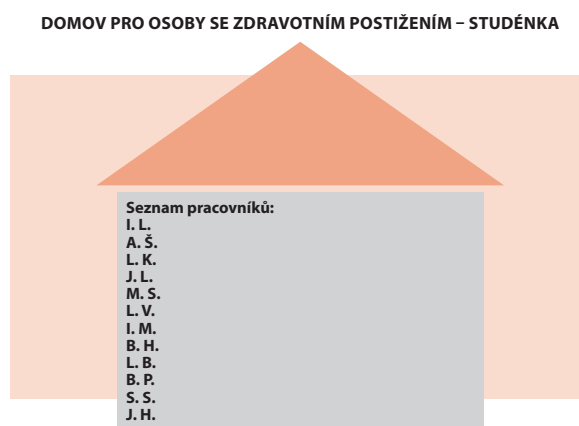 DOMOV PRO OSOBY SE ZDRAVOTNÍM POSTIŽENÍM – STUDÉNKA
Seznam pracovníků:
I. L.
A. Š.
L. K.
J. L.
M. S.
L. V.
I. M.
B. H.
L. B.
B. P.
S. S.
J. H.